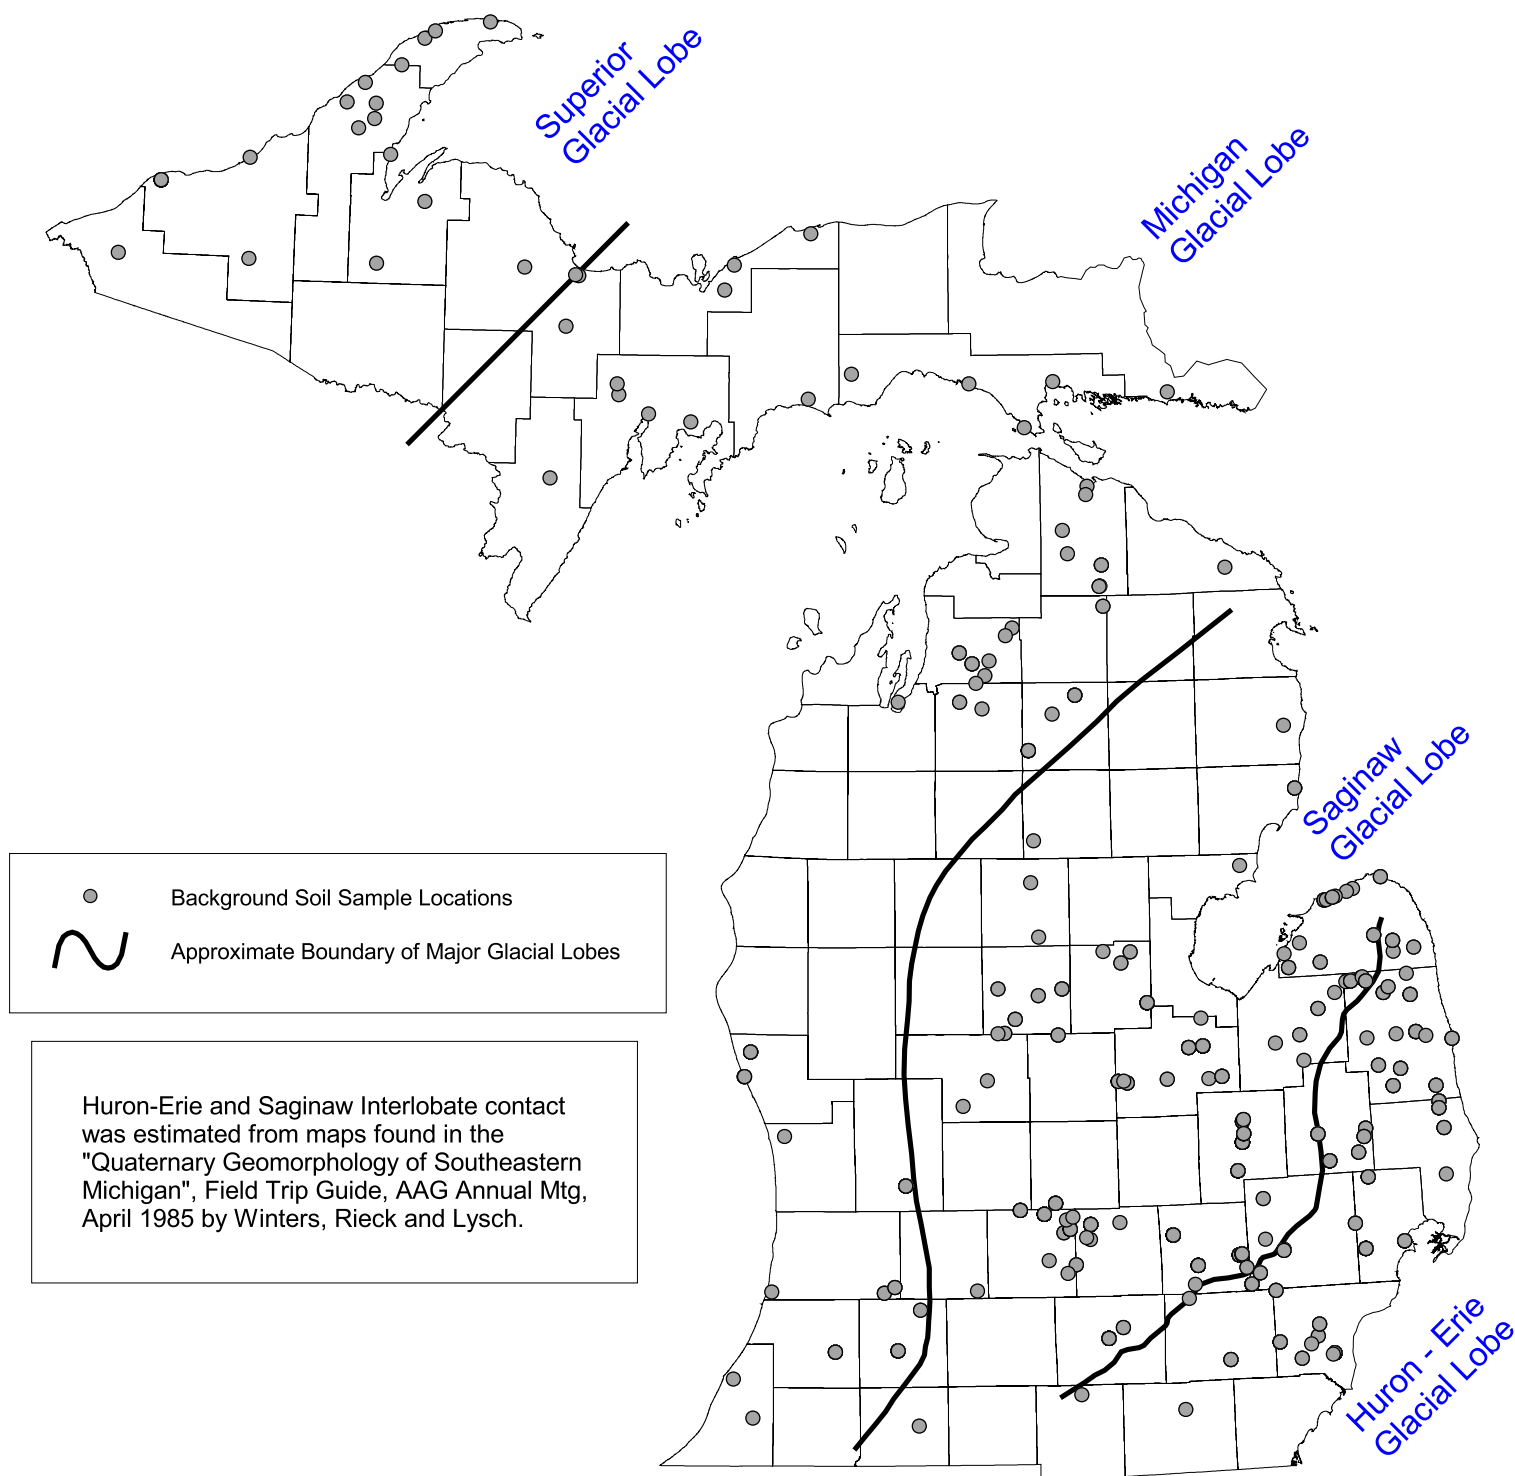 Superior
Glacial Lobe
Michigan
Glacial Lobe
Saginaw
Glacial Lobe
Background Soil Sample Locations
Approximate Boundary of Major Glacial Lobes
Huron-Erie and Saginaw Interlobate contact
was estimated from maps found in the
"Quaternary Geomorphology of Southeastern
Michigan", Field Trip Guide, AAG Annual Mtg,
April 1985 by Winters, Rieck and Lysch.
Huron - Erie
Glacial Lobe